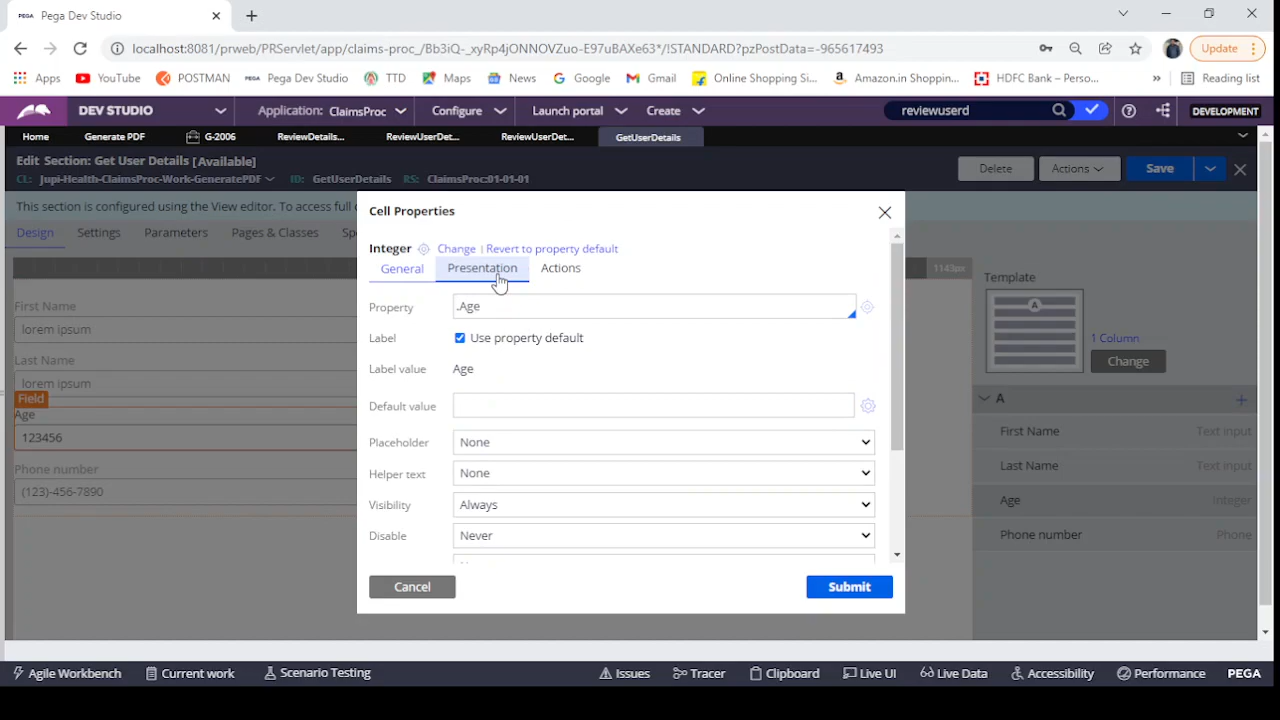 PEGA Pega Dev Studio
localhost:8081/prweb/PRServlet/app/claims-proc_/Bb3iQ-_xyRp4jONNOVZuo-E97uBAXe63*/!STANDARD?pzPostData=-965617493
Update
Apps YouTube POSTMAN PEGA Pega Dev Studio TTD Maps News Google Gmail Online Shopping Si... Amazon.in Shoppin... HDFC Bank – Perso... » Reading list
DEV STUDIO Application: ClaimsProc Configure Launch portal Create reviewuserd DEVELOPMENT
Home Generate PDF G-2006 ReviewDetails... ReviewUserDet... ReviewUserDet... GetUserDetails
Edit Section: Get User Details [Available]
CL: Jupi-Health-ClaimsProc-Work-GeneratePDF ID: GetUserDetails RS: ClaimsProc:01-01-01
Delete Actions Save
This section is configured using the View editor. To access full
Design Settings Parameters Pages & Classes
1143px
First Name
lorem ipsum
Last Name
lorem ipsum
Field
Age
123456
Phone number
(123)-456-7890
Cell Properties
Integer Change | Revert to property default
General Presentation Actions
Property .Age
Label Use property default
Label value Age
Default value
Placeholder None
Helper text None
Visibility Always
Disable Never
Cancel Submit
Template
A
1 Column
Change
A
First Name Text input
Last Name Text input
Age Integer
Phone number Phone
Agile Workbench Current work Scenario Testing Issues Tracer Clipboard Live UI Live Data Accessibility Performance PEGA